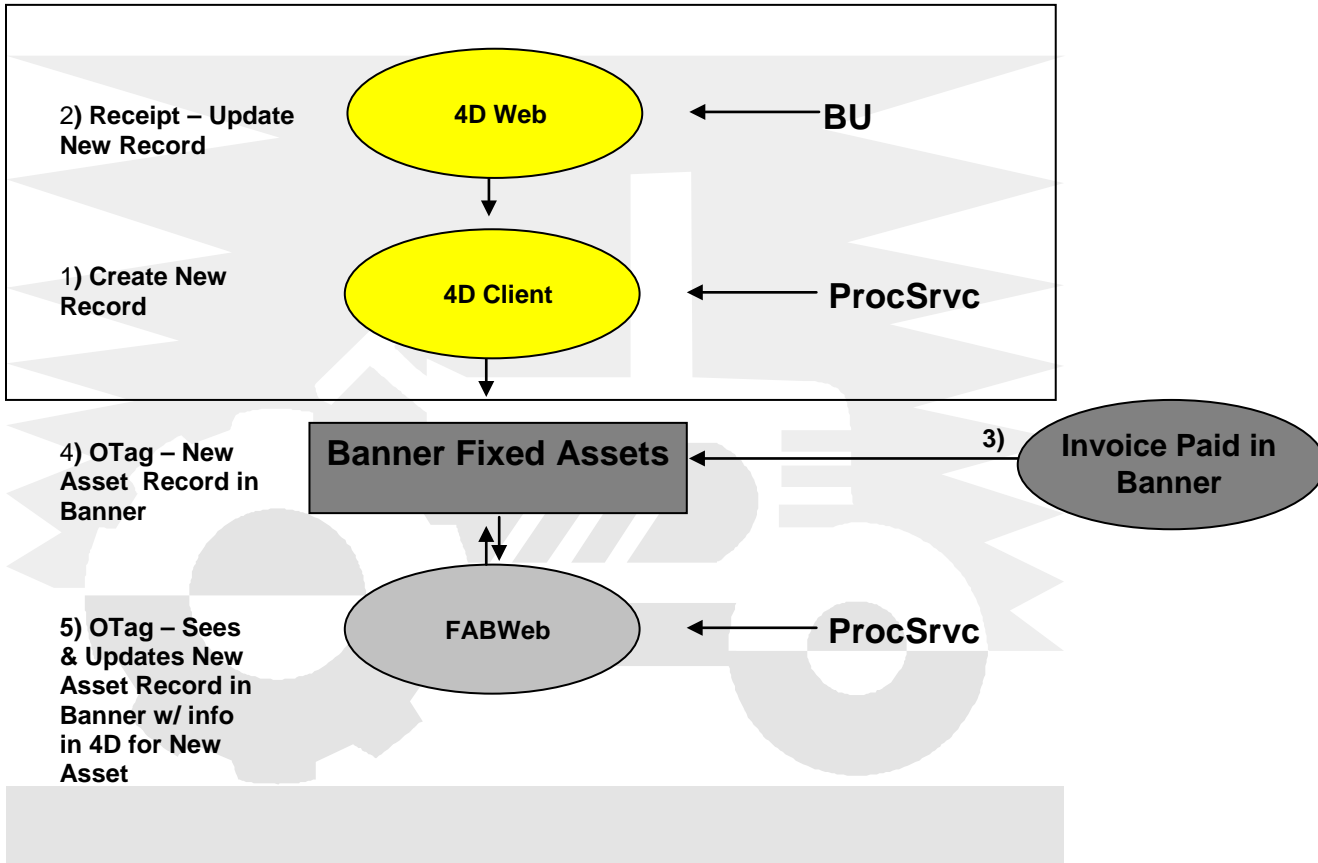 2) Receipt – Update
New Record
4D Web
BU
1) Create New
Record
4D Client
ProcSrvc
4) OTag – New
Asset Record in
Banner
Banner Fixed Assets
3)
Invoice Paid in
Banner
5) OTag – Sees
& Updates New
Asset Record in
Banner w/ info
in 4D for New
Asset
FABWeb
ProcSrvc